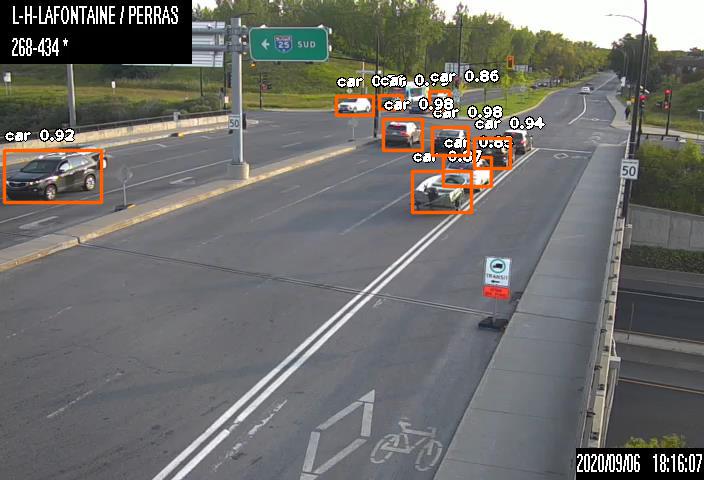 L-H-LAFONTAINE / PERRAS
268-434 *
25 SUD
car 0.86
car 0.98
0.98
car 0.94
car 0.92
50
50
TRANSIT
2020/09/06 18:16:07